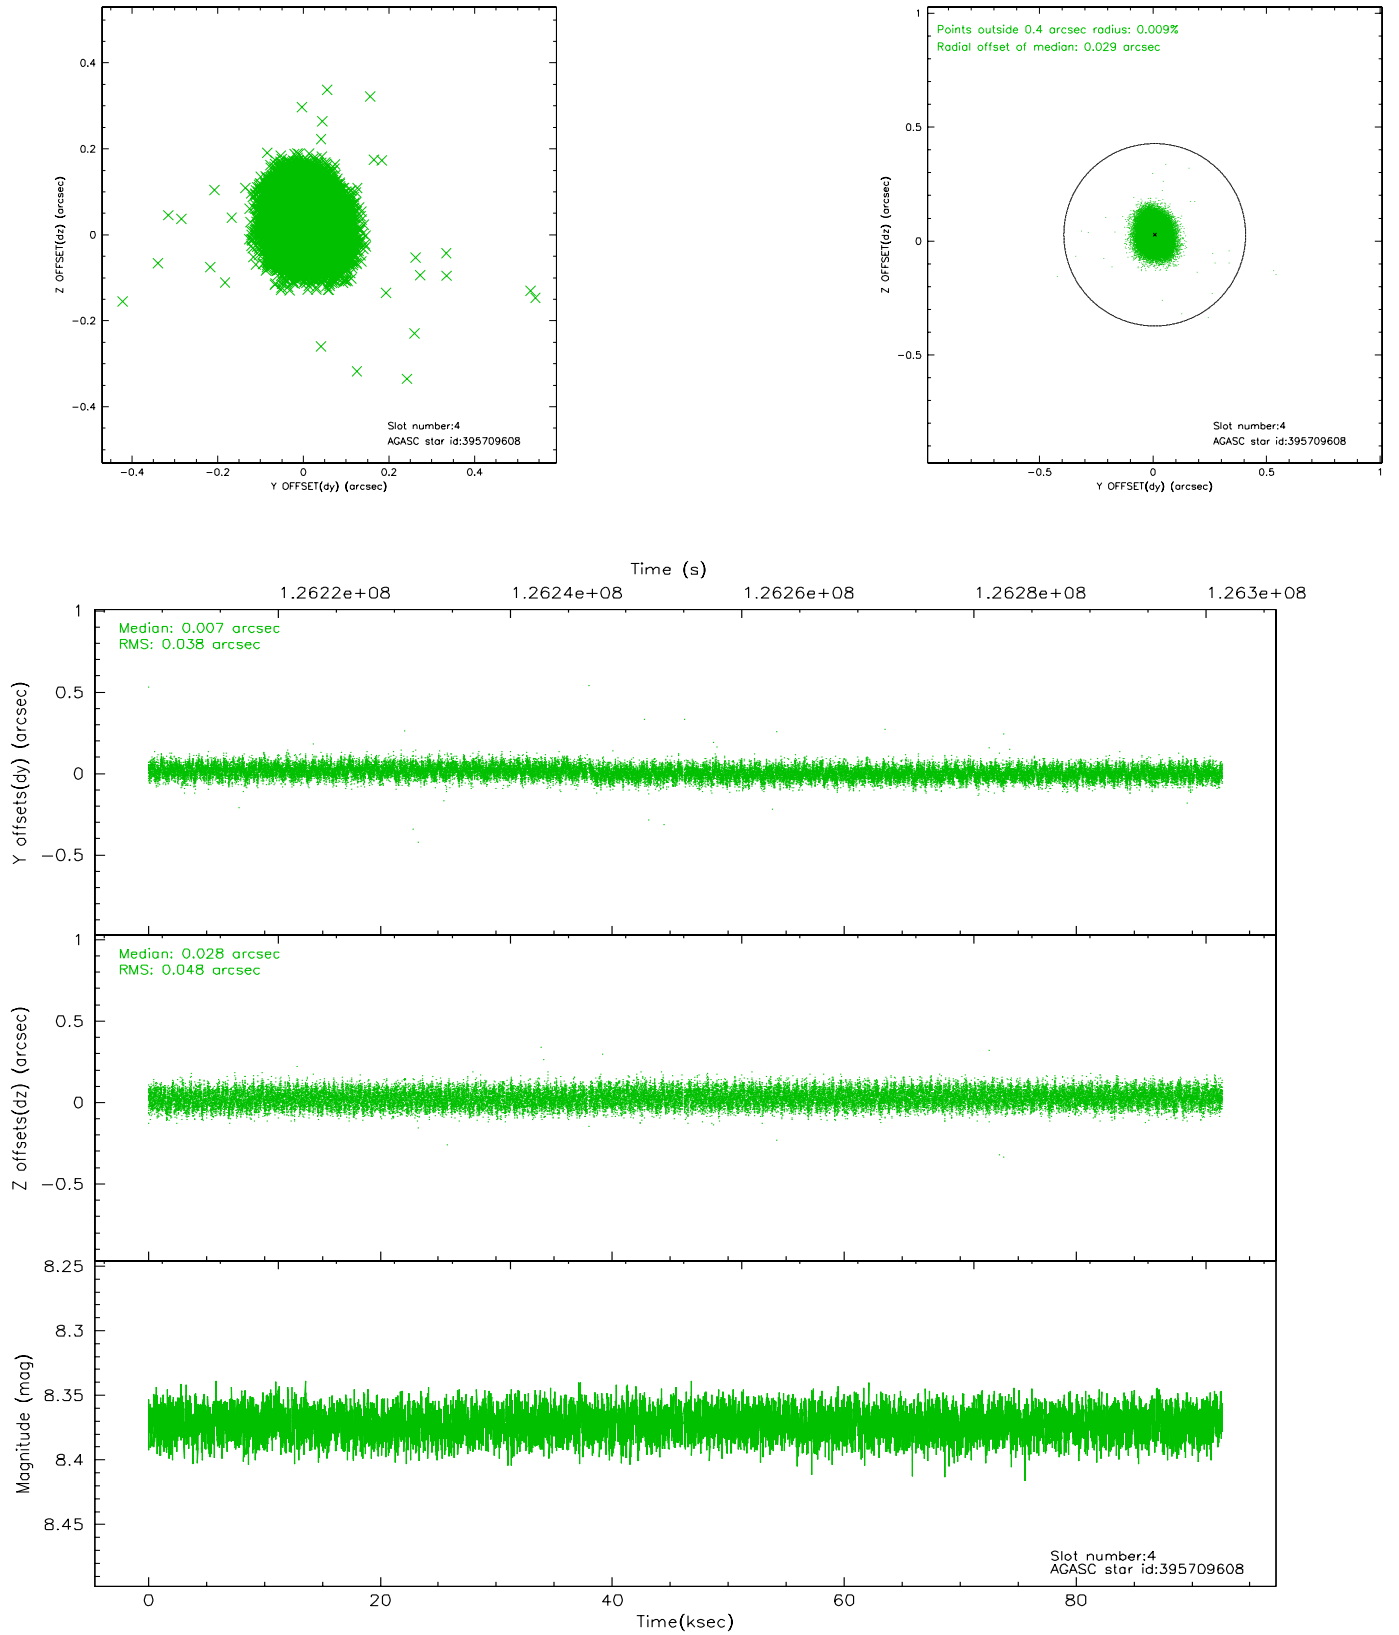 0.4
0.2
0
−0.2
−0.4
Z OFFSET(dz) (arcsec)
Slot number:4
AGASC star id:395709608
−0.4 −0.2 0 0.2 0.4
Y OFFSET(dy) (arcsec)
Points outside 0.4 arcsec radius: 0.009%
Radial offset of median: 0.029 arcsec
1
0.5
0
−0.5
Z OFFSET(dz) (arcsec)
Slot number:4
AGASC star id:395709608
−0.5 0 0.5 1
Y OFFSET(dy) (arcsec)
Time (s)
1.2622e+08 1.2624e+08 1.2626e+08 1.2628e+08 1.263e+08
Median: 0.007 arcsec
RMS: 0.038 arcsec
1
0.5
0
−0.5
Y offsets(dy) (arcsec)
Median: 0.028 arcsec
RMS: 0.048 arcsec
1
0.5
0
−0.5
Z offsets(dz) (arcsec)
8.25
8.3
8.35
8.4
8.45
Magnitude (mag)
Slot number:4
AGASC star id:395709608
0 20 40 60 80
Time(ksec)